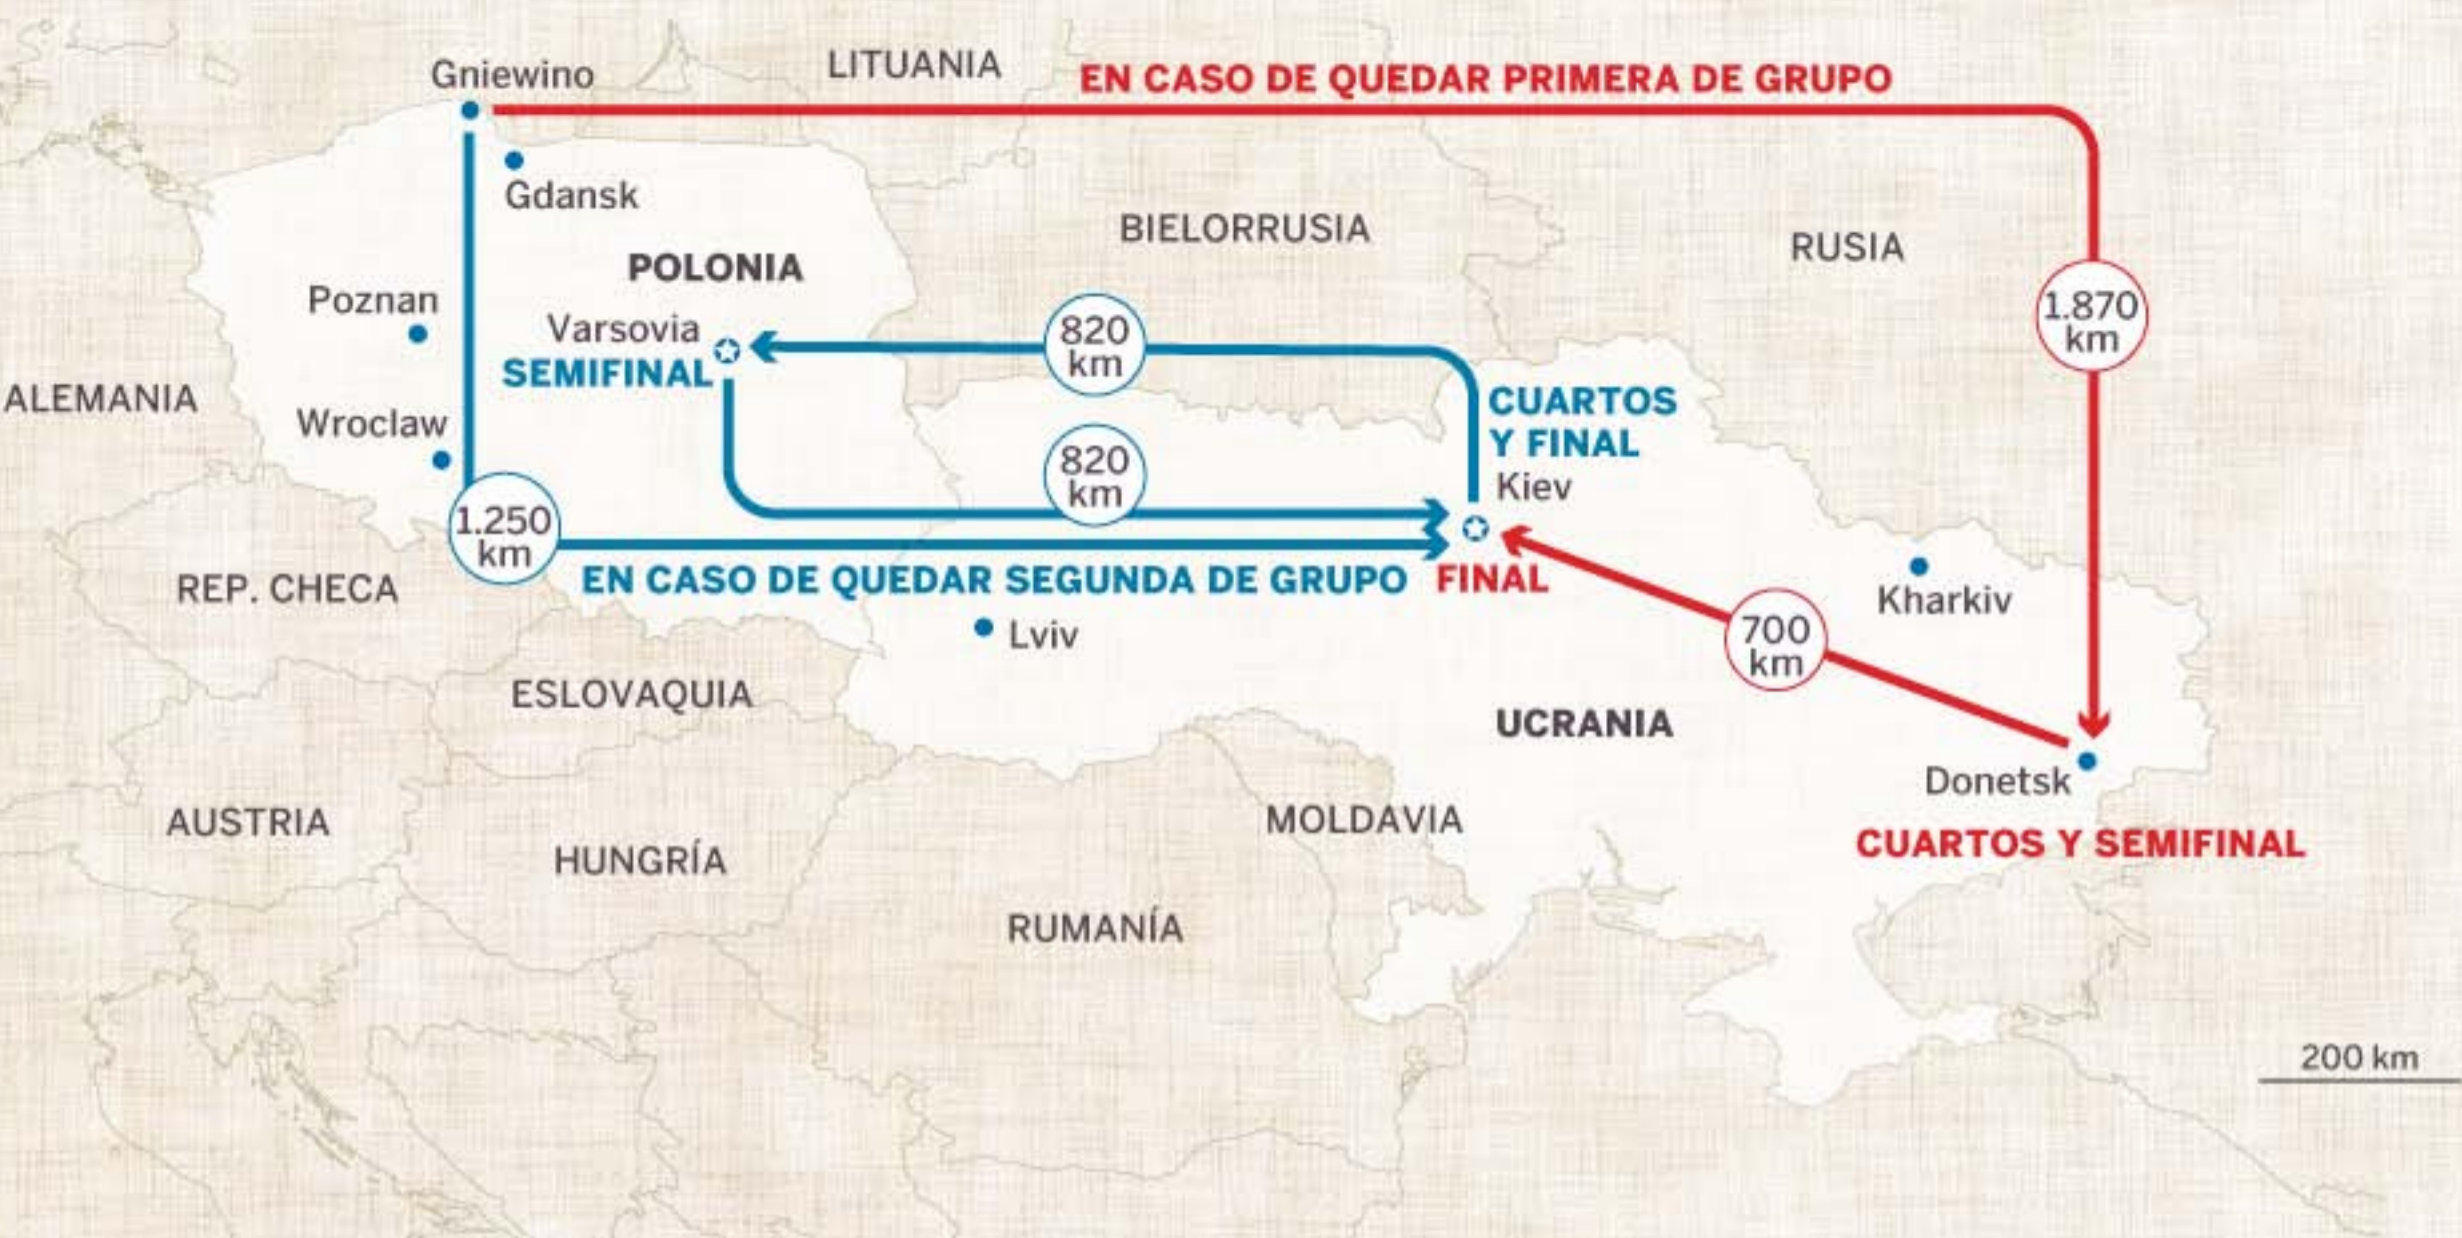 Gniewino
LITUANIA
EN CASO DE QUEDAR PRIMERA DE GRUPO
Gdansk
BIELORRUSIA
RUSIA
POLONIA
Poznan
Varsovia
SEMIFINAL
820
km
1.870
km
ALEMANIA
Wroclaw
CUARTOS
Y FINAL
Kiev
820
km
1.250
km
EN CASO DE QUEDAR SEGUNDA DE GRUPO
FINAL
REP. CHECA
Kharkiv
Lviv
700
km
ESLOVAQUIA
UCRANIA
Donetsk
CUARTOS Y SEMIFINAL
AUSTRIA
MOLDAVIA
HUNGRÍA
RUMANÍA
200 km